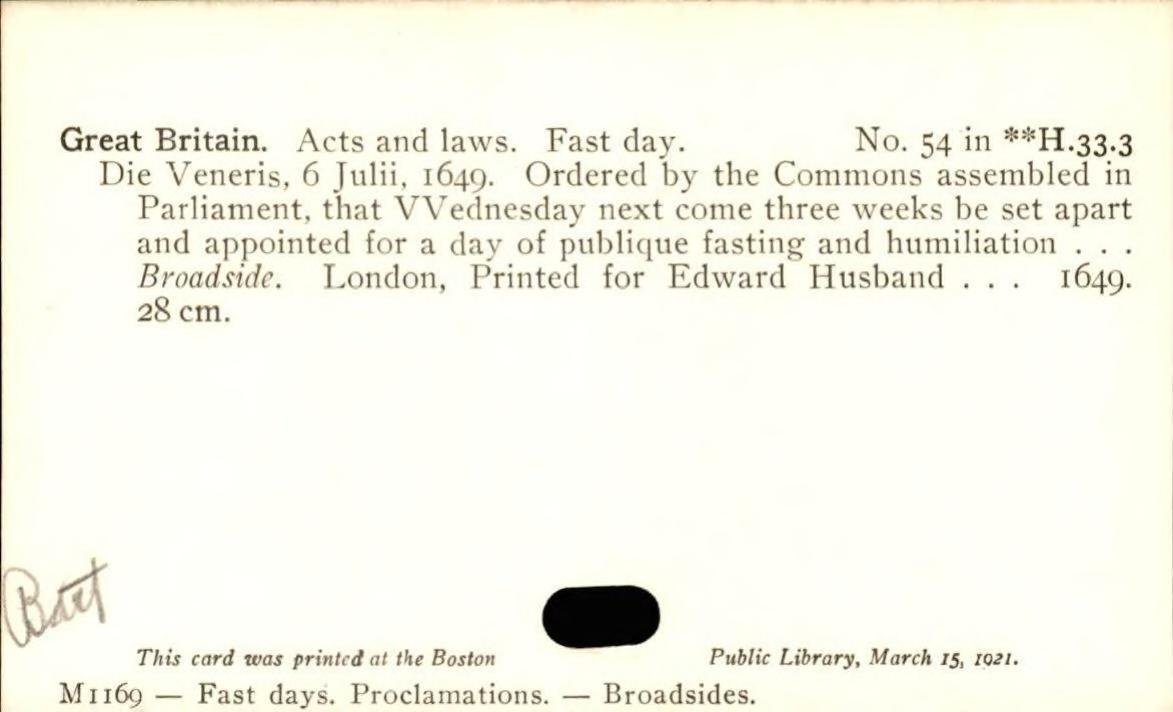 Great Britain. Acts and laws. Fast day. No. 54 in **H.33.3
Die Veneris, 6 Julii, 1649. Ordered by the Commons assembled in
Parliament, that VVednesday next come three weeks be set apart
and appointed for a day of publique fasting and humiliation . . .
Broadside. London, Printed for Edward Husband . . . 1649.
28 cm.
Bart
This card was printed at the Boston Public Library, March 15, 1921.
M1169 — Fast days. Proclamations. — Broadsides.